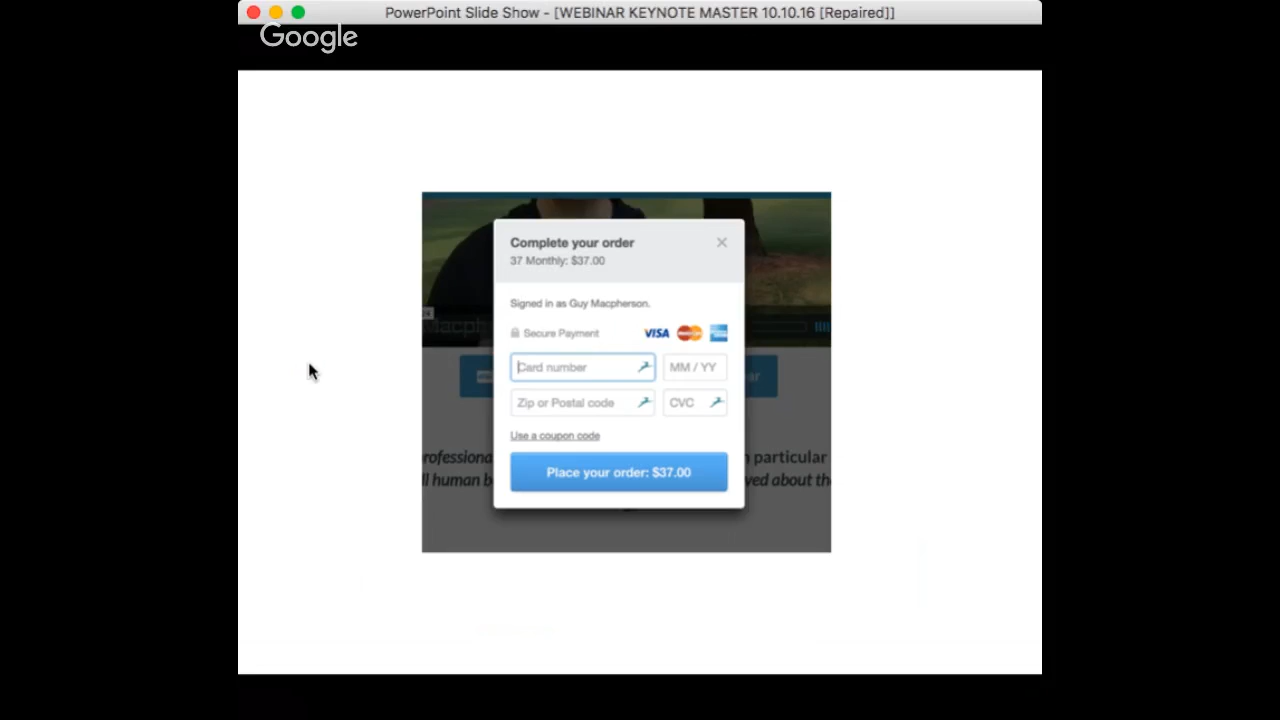 PowerPoint Slide Show - [WEBINAR KEYNOTE MASTER 10.10.16 [Repaired]]
Google
Complete your order
37 Monthly: $37.00
Signed in as Guy Macpherson.
Secure Payment VISA
Card number MM / YY
Zip or Postal code CVC
Use a coupon code
particular
Place your order: $37.00